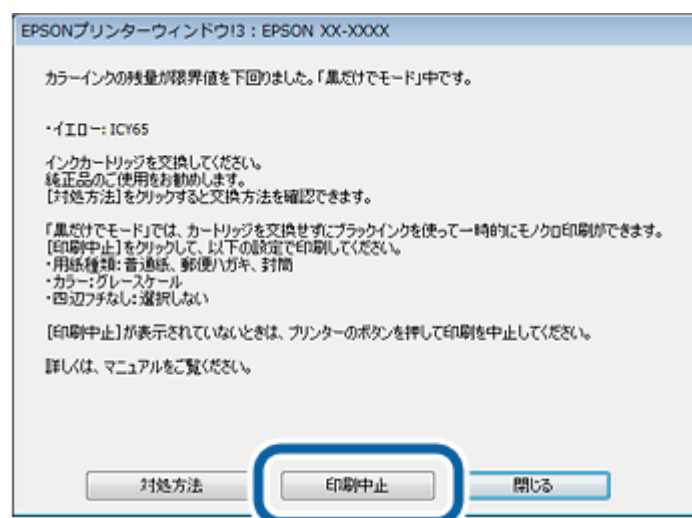 EPSONプリンターウィンドウ!3 : EPSON XX-XXXX
カラーインクの残量が限界値を下回りました。「黒だけでモード」中です。
・イエロー: ICY65
インクカートリッジを交換してください。
純正品のご使用をお勧めします。
[対処方法]をクリックすると交換方法を確認できます。
「黒だけでモード」では、カートリッジを交換せずにブラックインクを使って一時的にモノクロ印刷ができます。
[印刷中止]をクリックして、以下の設定で印刷してください。
・用紙種類: 普通紙、郵便ハガキ、封筒
・カラー: グレースケール
・四辺フチなし: 選択しない
[印刷中止]が表示されていないときは、プリンターのボタンを押して印刷を中止してください。
詳しくは、マニュアルをご覧ください。
対処方法 印刷中止 閉じる